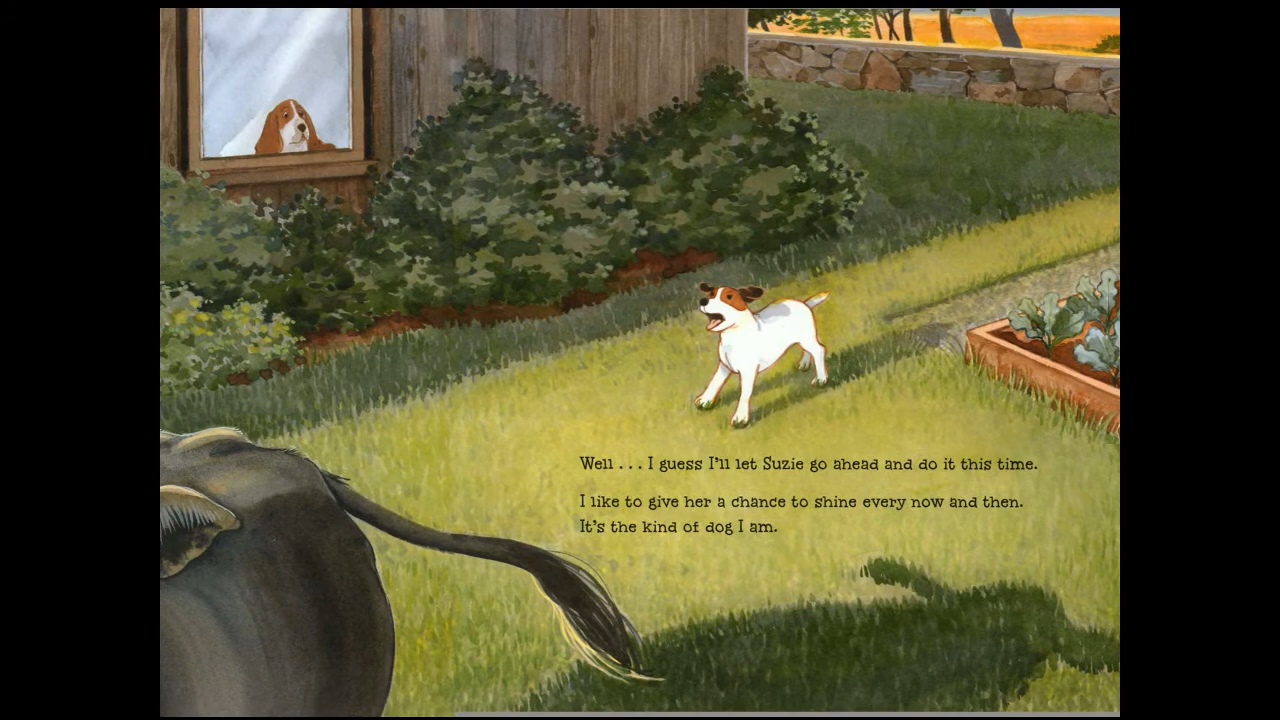 Well . . . I guess I'll let Suzie go ahead and do it this time.
I like to give her a chance to shine every now and then.
It's the kind of dog I am.